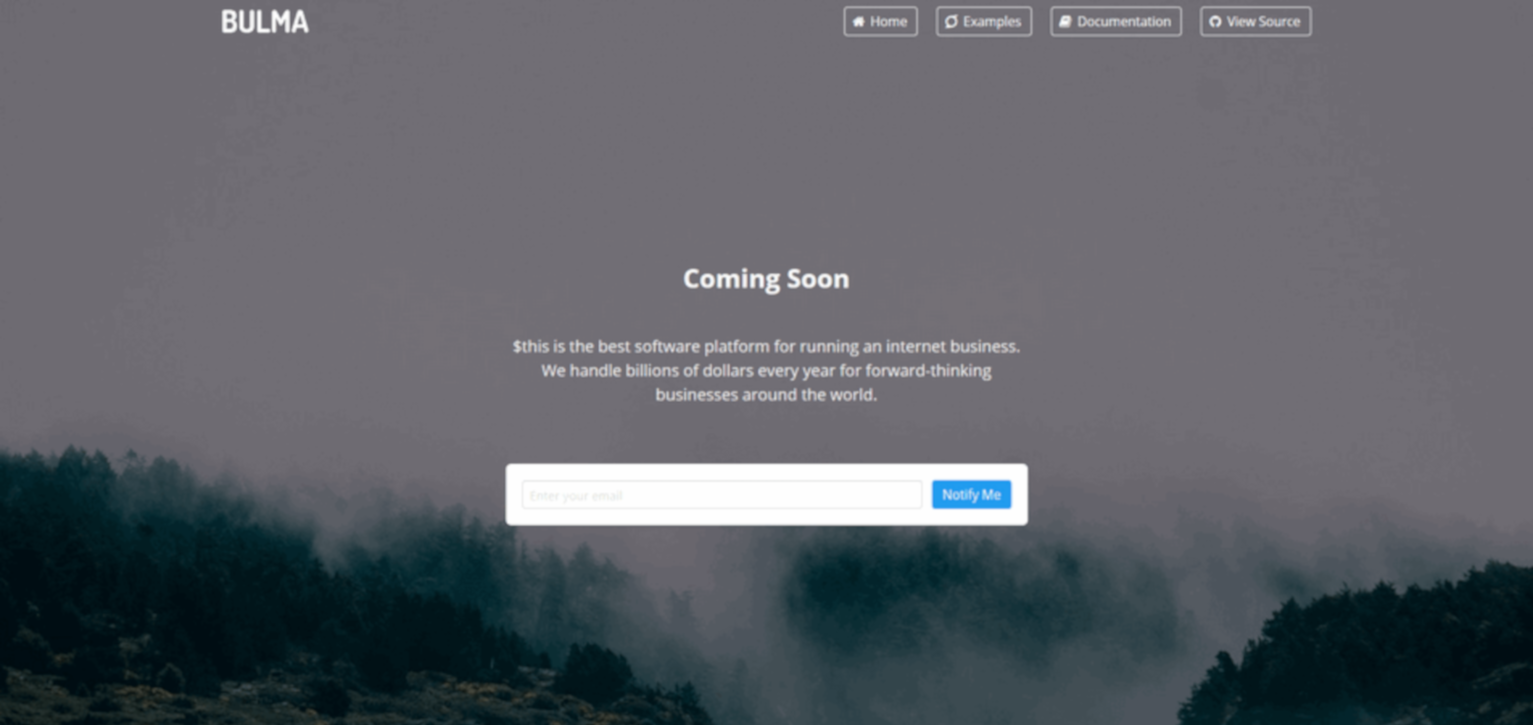 BULMA
Home
Examples
Documentation
View Source
Coming Soon
$this is the best software platform for running an internet business.
We handle billions of dollars every year for forward-thinking
businesses around the world.
Enter your email
Notify Me